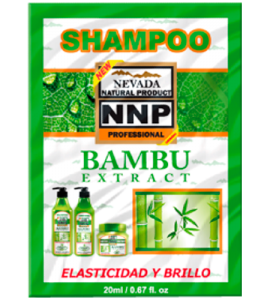 SHAMPOO
NEW
NEVADA
NATURAL PRODUCT
NNP
PROFESSIONAL
BAMBU
EXTRACT
ELASTICIDAD Y BRILLO
20ml / 0.67 fl. oz